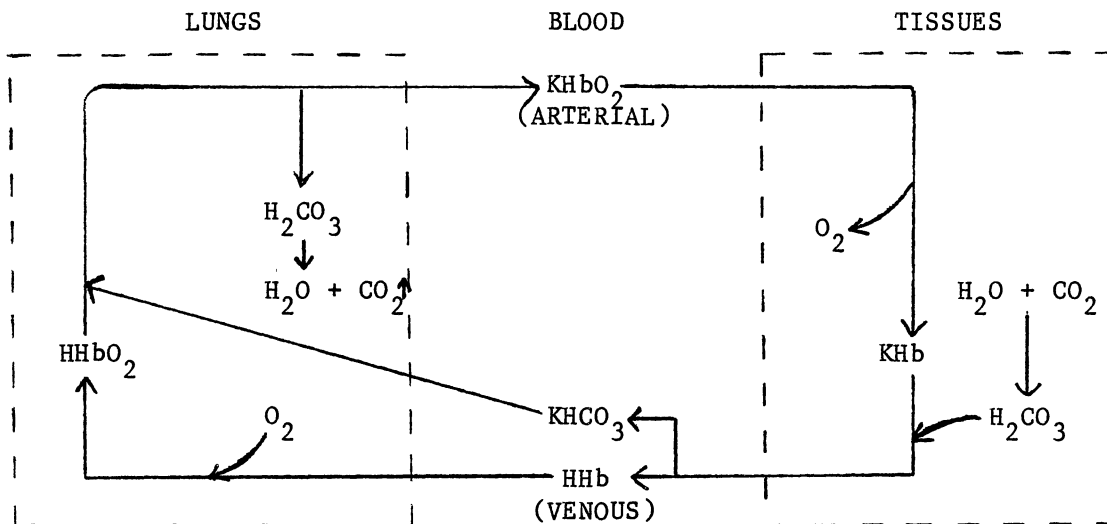 LUNGS BLOOD TISSUES
KHbO2
(ARTERIAL)
H2CO3
O2
H2O + CO2
H2O + CO2
HHbO2
KHb
KHCO3
H2CO3
O2
HHb
(VENOUS)